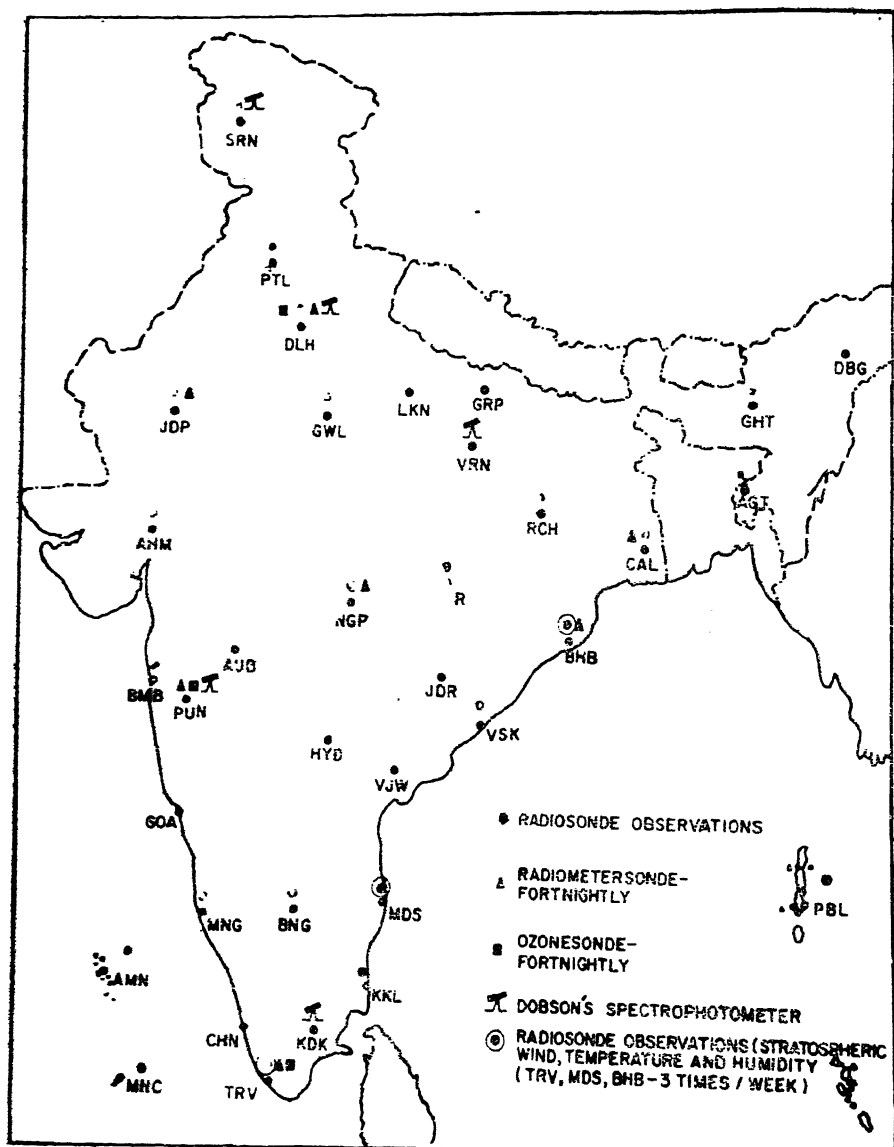 SRN
PTL
DLH
DBG
JDP
GWL
LKN
GRP
GHT
VRN
AGT
RCH
AHM
CAL
NGP
R
BHB
AUB
BMB
PUN
JDR
VSK
HYD
VJW
GOA
RADIOSONDE OBSERVATIONS
RADIOMETERSONDE-
FORTNIGHTLY
PBL
MDS
MNG
BNG
OZONESONDE-
FORTNIGHTLY
AMN
KKL
DOBSON'S SPECTROPHOTOMETER
CHN
KDK
RADIOSONDE OBSERVATIONS (STRATOSPHERIC
WIND, TEMPERATURE AND HUMIDITY
(TRV, MDS, BHB-3 TIMES / WEEK)
MNC
TRV